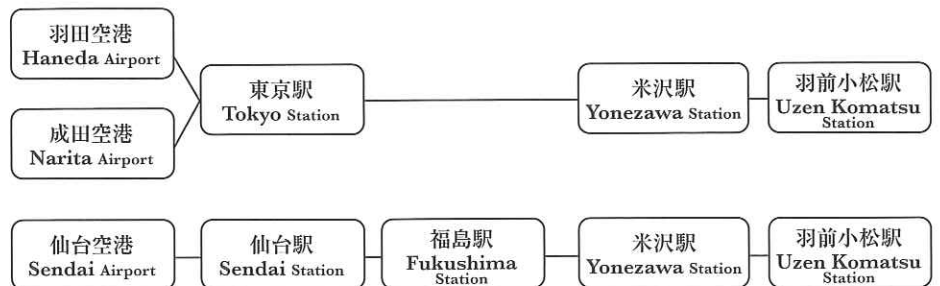 羽田空港
Haneda Airport
成田空港
Narita Airport
東京駅
Tokyo Station
米沢駅
Yonezawa Station
羽前小松駅
Uzen Komatsu
Station
仙台空港
Sendai Airport
仙台駅
Sendai Station
福島駅
Fukushima
Station
米沢駅
Yonezawa Station
羽前小松駅
Uzen Komatsu
Station